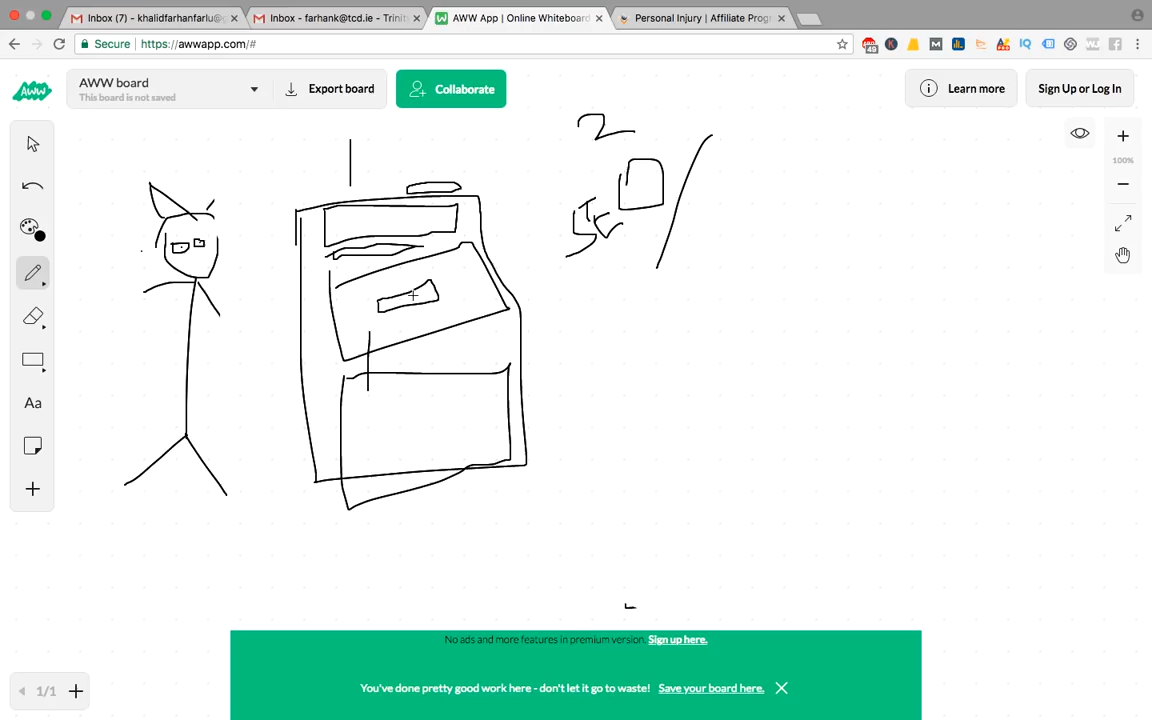 Inbox (7) - khalidfarhanfarlu@g
Inbox - farhank@tcd.ie - Trinit
AWW App | Online Whiteboard
Personal Injury | Affiliate Prog
Secure
https://awwapp.com/#
49
AWW
AWW board
This board is not saved
Export board
Collaborate
Learn more
Sign Up or Log In
100%
2
Aa
No ads and more features in premium version. Sign up here.
You've done pretty good work here - don't let it go to waste! Save your board here.
1/1